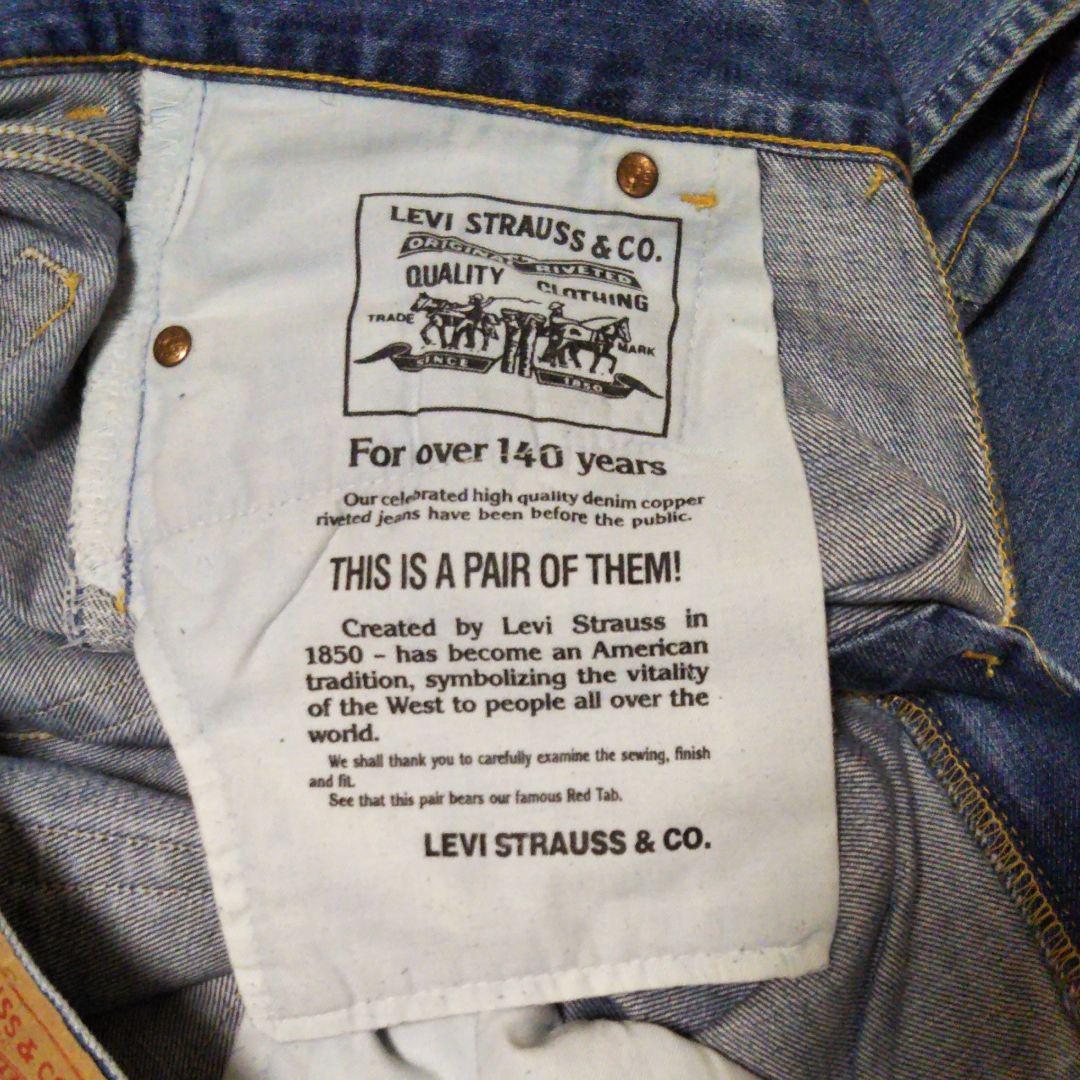 LEVI STRAUSS & CO.
ORIGINAL RIVETED
QUALITY CLOTHING
TRADE MARK
SINCE 1850
For over 140 years
Our celebrated high quality denim copper
riveted jeans have been before the public.
THIS IS A PAIR OF THEM!
Created by Levi Strauss in
1850 – has become an American
tradition, symbolizing the vitality
of the West to people all over the
world.
We shall thank you to carefully examine the sewing, finish
and fit.
See that this pair bears our famous Red Tab.
LEVI STRAUSS & CO.